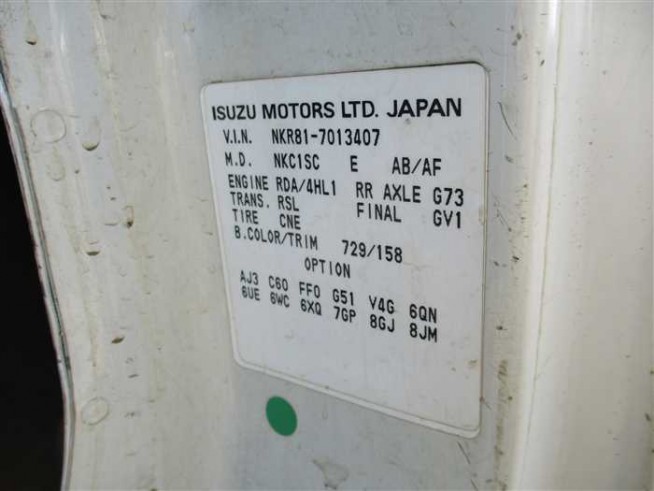 ISUZU MOTORS LTD. JAPAN
V.I.N. NKR81-7013407
M.D. NKC1SC E AB/AF
ENGINE RDA/4HL1 RR AXLE G73
TRANS. RSL FINAL GV1
TIRE CNE
B.COLOR/TRIM 729/158
OPTION
AJ3 C60 FF0 G51 V4G 6QN
6UE 6WC 6XQ 7GP 8GJ 8JM